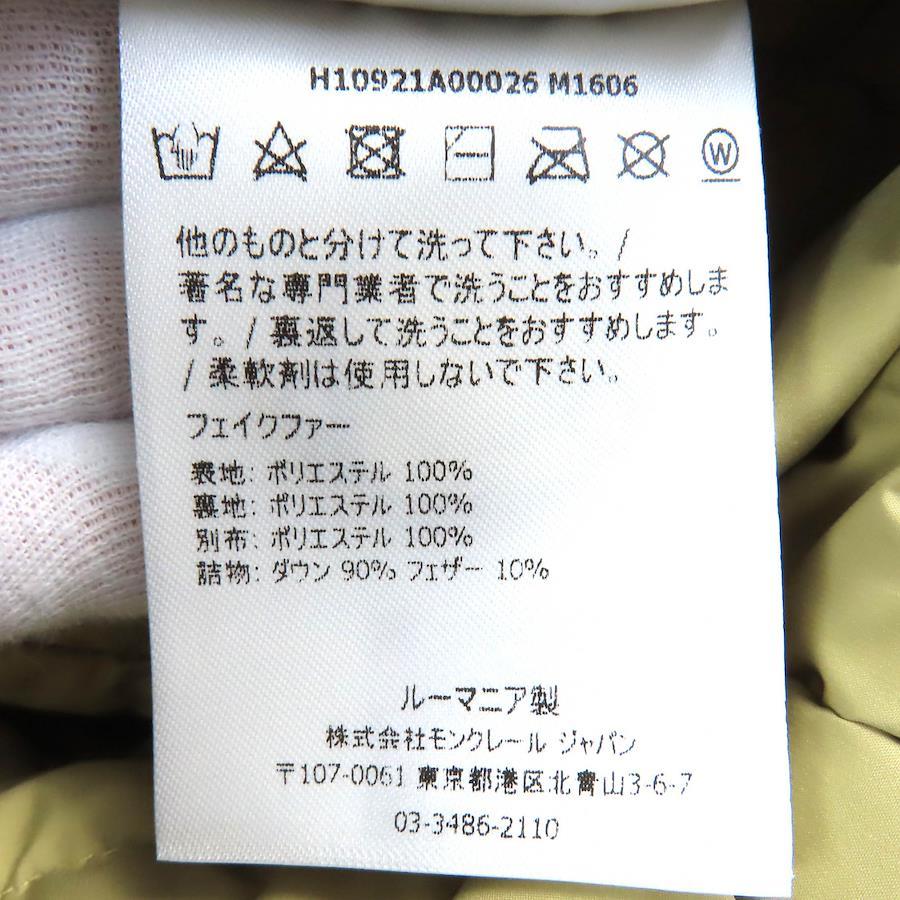 H10921A00026 M1606
W
他のものと分けて洗って下さい。/
著名な専門業者で洗うことをおすすめしま
す。/ 裏返して洗うことをおすすめします。
/ 柔軟剤は使用しないで下さい。
フェイクファー
表地: ポリエステル 100%
裏地: ポリエステル 100%
別布: ポリエステル 100%
詰物: ダウン 90% フェザー 10%
ルーマニア製
株式会社モンクレール ジャパン
〒107-0061 東京都港区北青山3-6-7
03-3486-2110